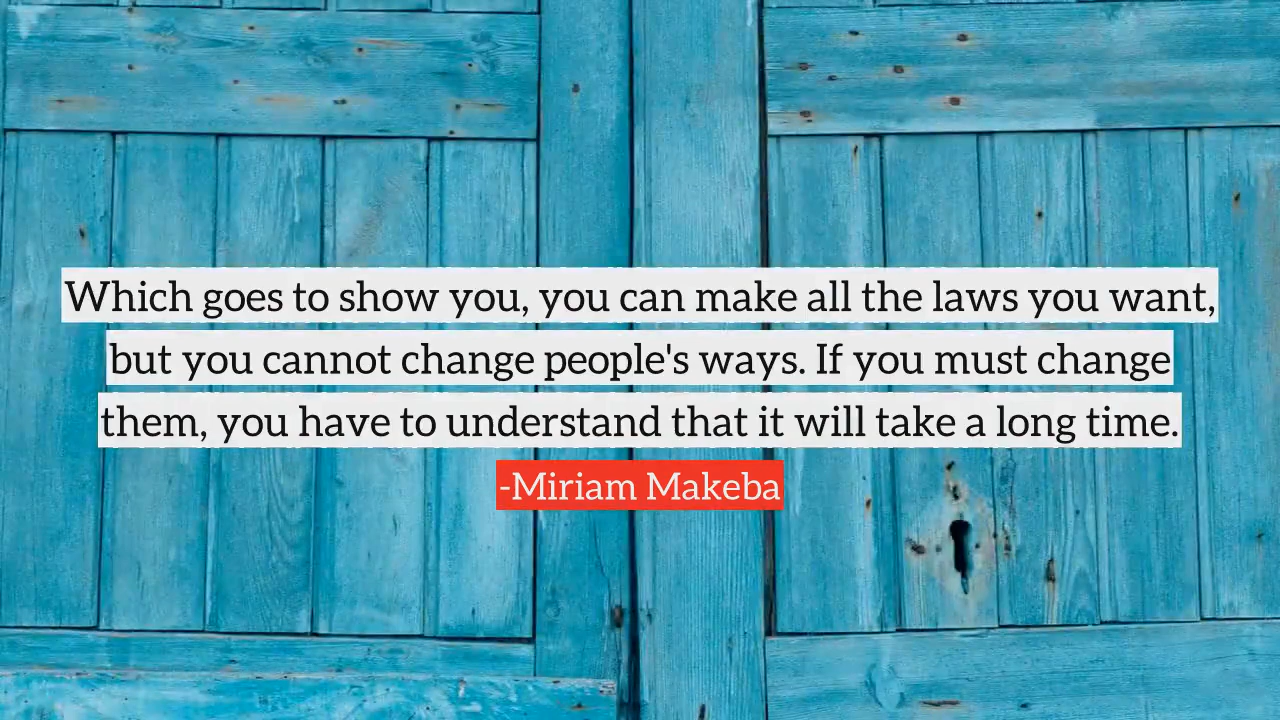 Which goes to show you, you can make all the laws you want,
but you cannot change people's ways. If you must change
them, you have to understand that it will take a long time.
-Miriam Makeba